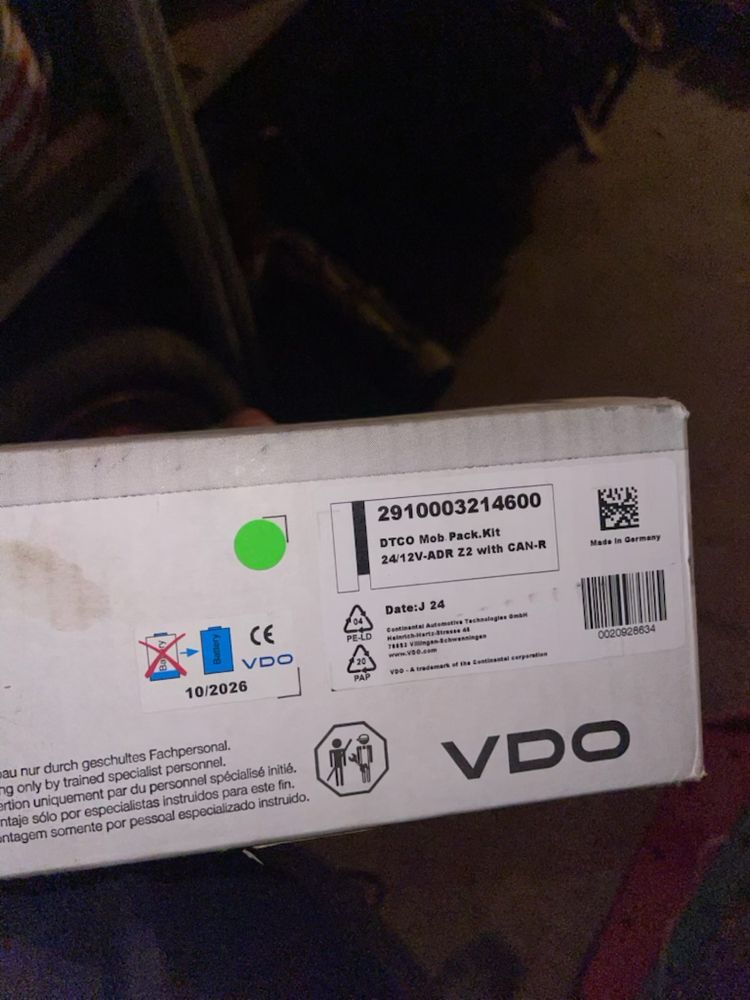 2910003214600
DTCO Mob Pack.Kit
24/12V-ADR Z2 with CAN-R
Made in Germany
Date:J 24
Continental Automotive Technologies GmbH
Heinrich-Hertz-Strasse 45
78052 Villingen-Schwenningen
www.VDO.com
VDO - A trademark of the Continental corporation
04
PE-LD
20
PAP
0020928634
Battery
Battery
CE
VDO
10/2026
au nur durch geschultes Fachpersonal.
ng only by trained specialist personnel.
ertion uniquement par du personnel spécialisé initié.
ntaje sólo por especialistas instruidos para este fin.
ontagem somente por pessoal especializado instruido.
VDO